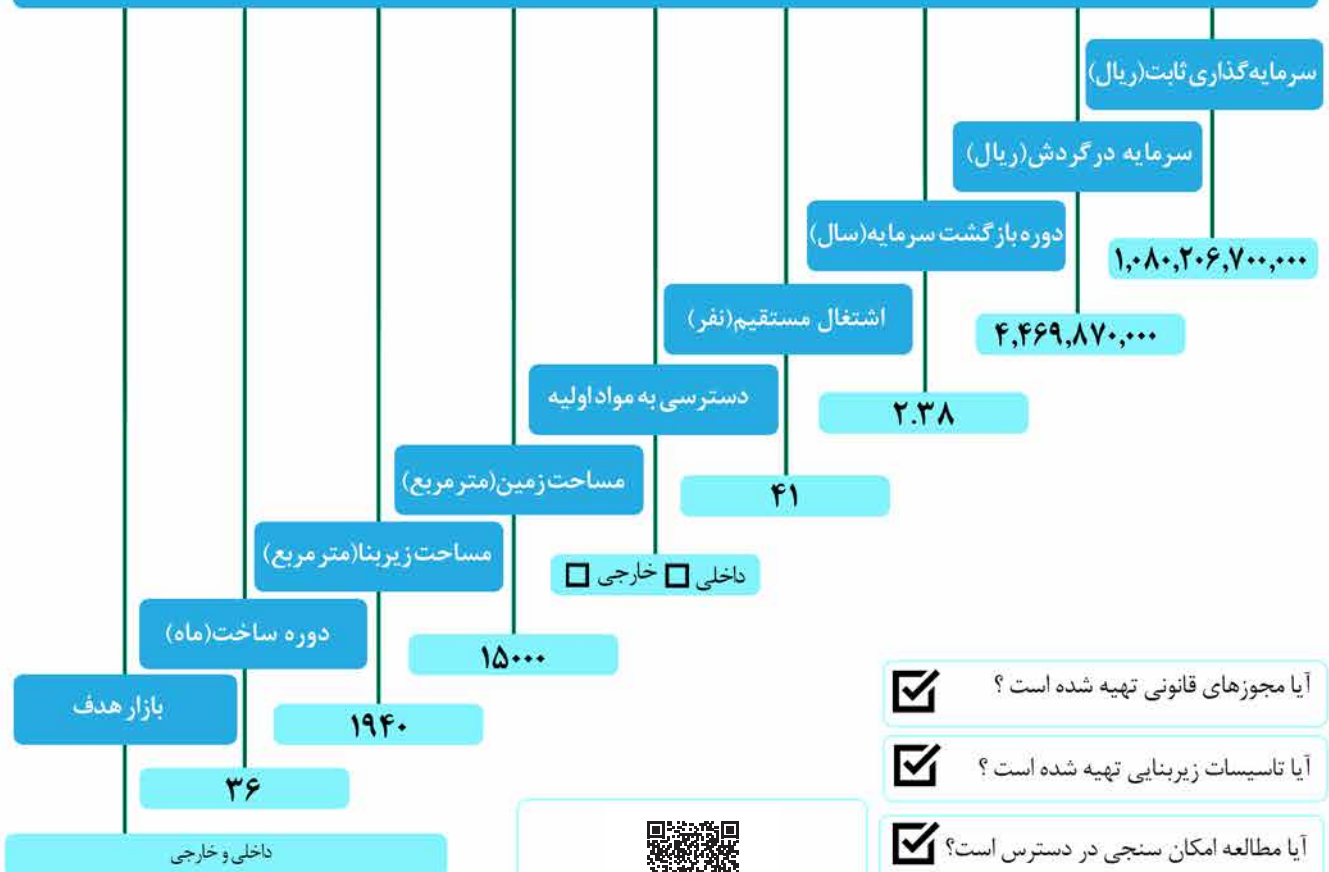 سرمایه‌گذاری ثابت(ریال)
۱,۰۸۰,۲۰۶,۷۰۰,۰۰۰
سرمایه در گردش(ریال)
۴,۴۶۹,۸۷۰,۰۰۰
دوره بازگشت سرمایه(سال)
۲.۳۸
اشتغال مستقیم(نفر)
۴۱
دسترسی به مواد اولیه
داخلی □ خارجی □
مساحت زمین(متر مربع)
۱۵۰۰۰
مساحت زیربنا(متر مربع)
۱۹۴۰
دوره ساخت(ماه)
۳۶
بازار هدف
داخلی و خارجی
آیا مجوزهای قانونی تهیه شده است ؟
آیا تاسیسات زیربنایی تهیه شده است ؟
آیا مطالعه امکان سنجی در دسترس است؟